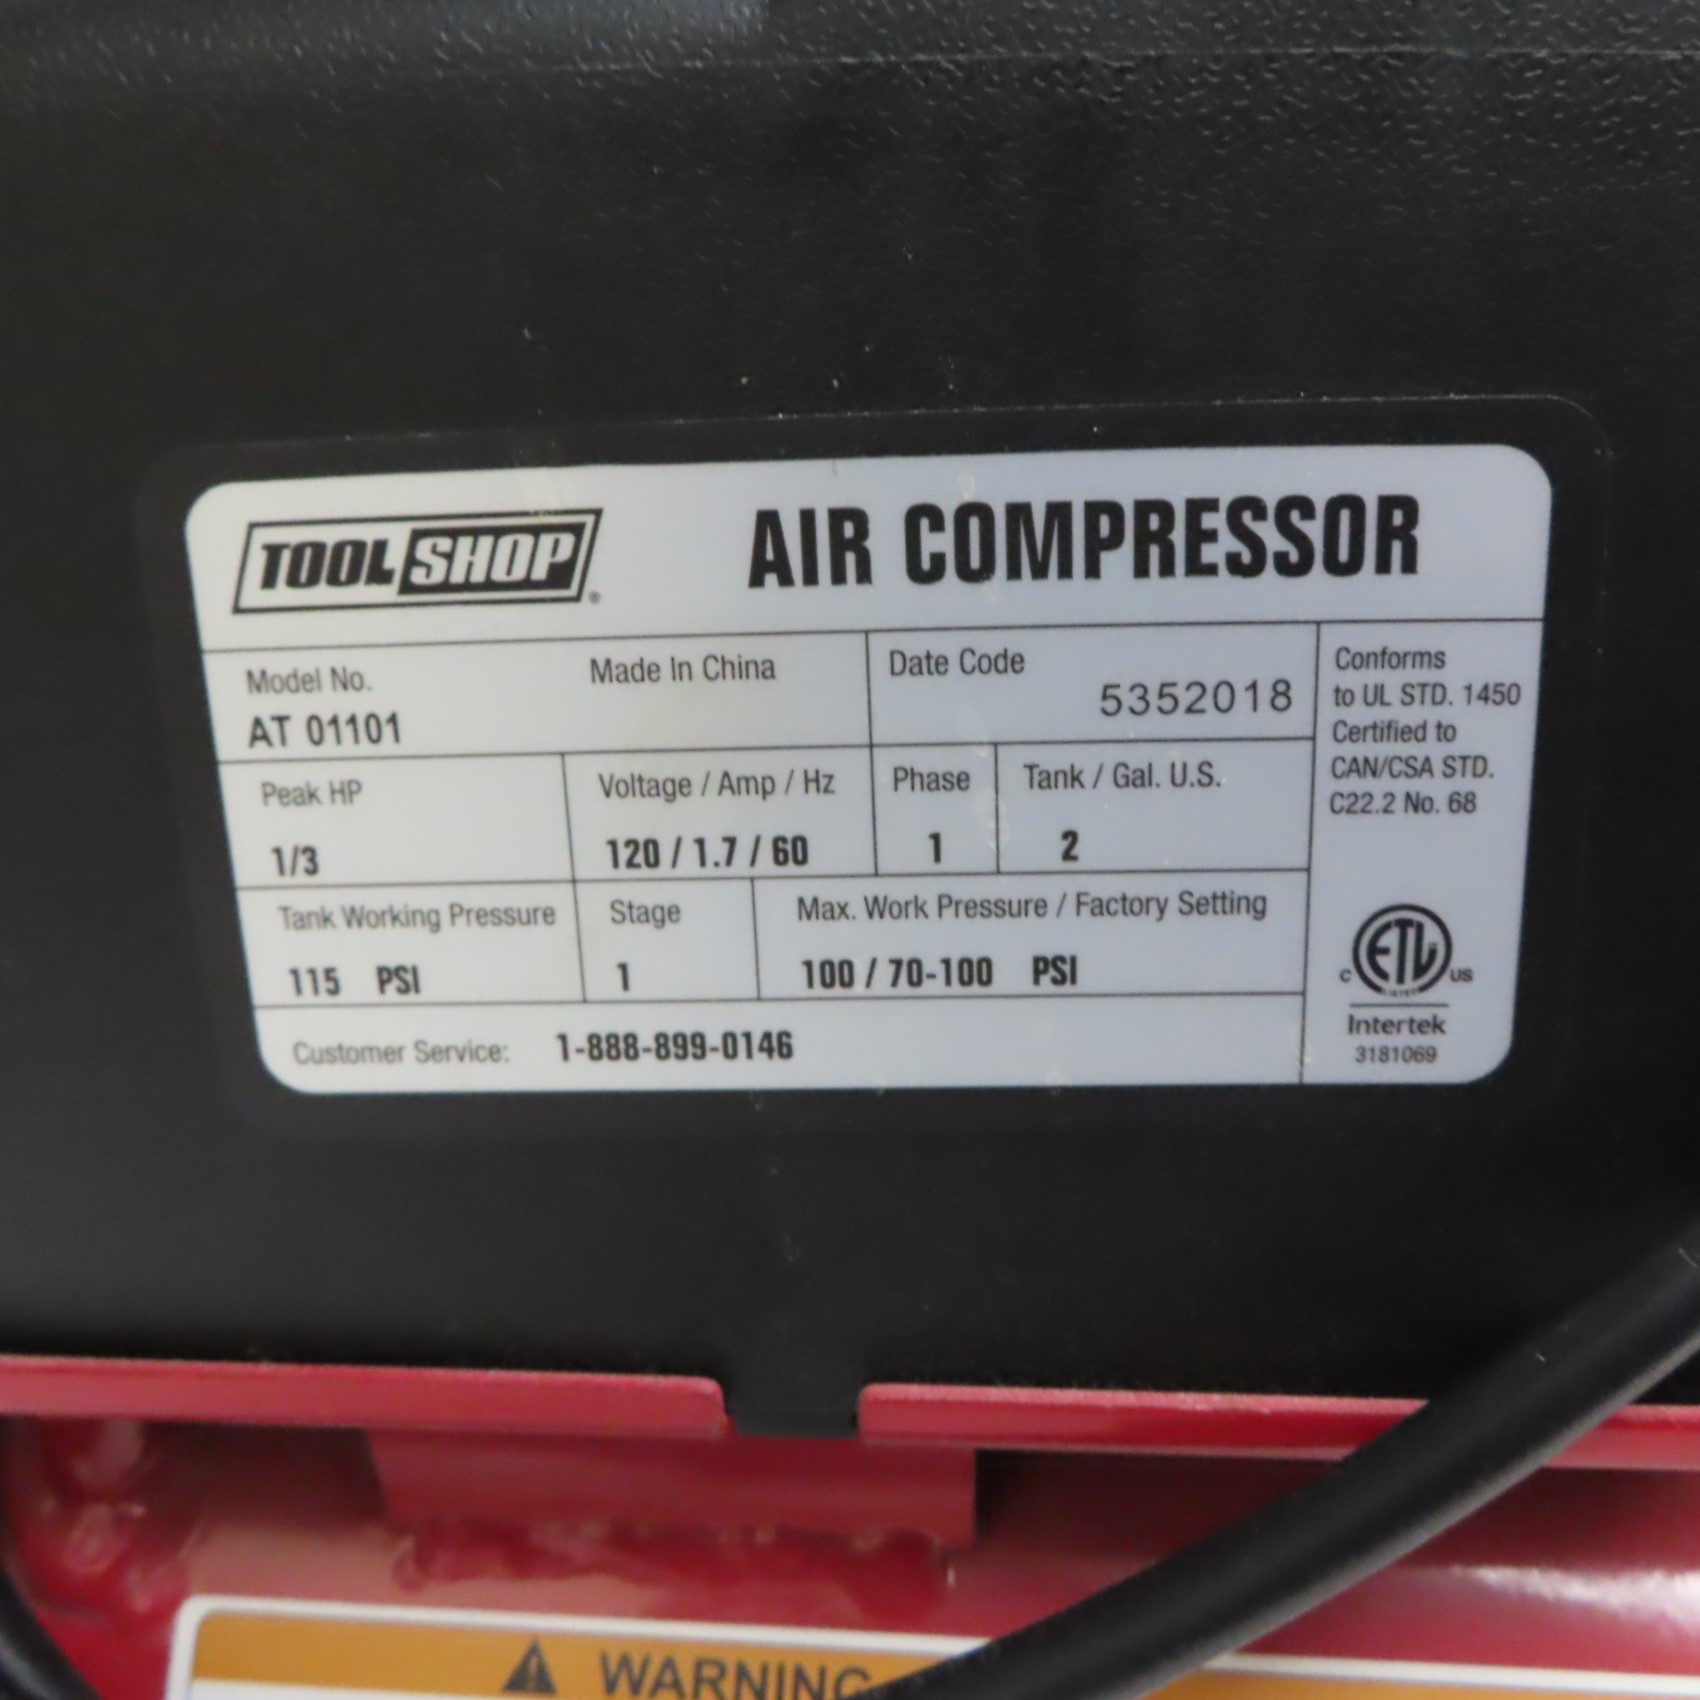 TOOL SHOP® AIR COMPRESSOR
Model No. Made In China
AT 01101
Date Code
5352018
Conforms
to UL STD. 1450
Certified to
CAN/CSA STD.
C22.2 No. 68
Peak HP
1/3
Voltage / Amp / Hz
120 / 1.7 / 60
Phase
1
Tank / Gal. U.S.
2
Tank Working Pressure
115 PSI
Stage
1
Max. Work Pressure / Factory Setting
100 / 70-100 PSI
Customer Service: 1-888-899-0146
C ETL US
LISTED
Intertek
3181069
WARNING